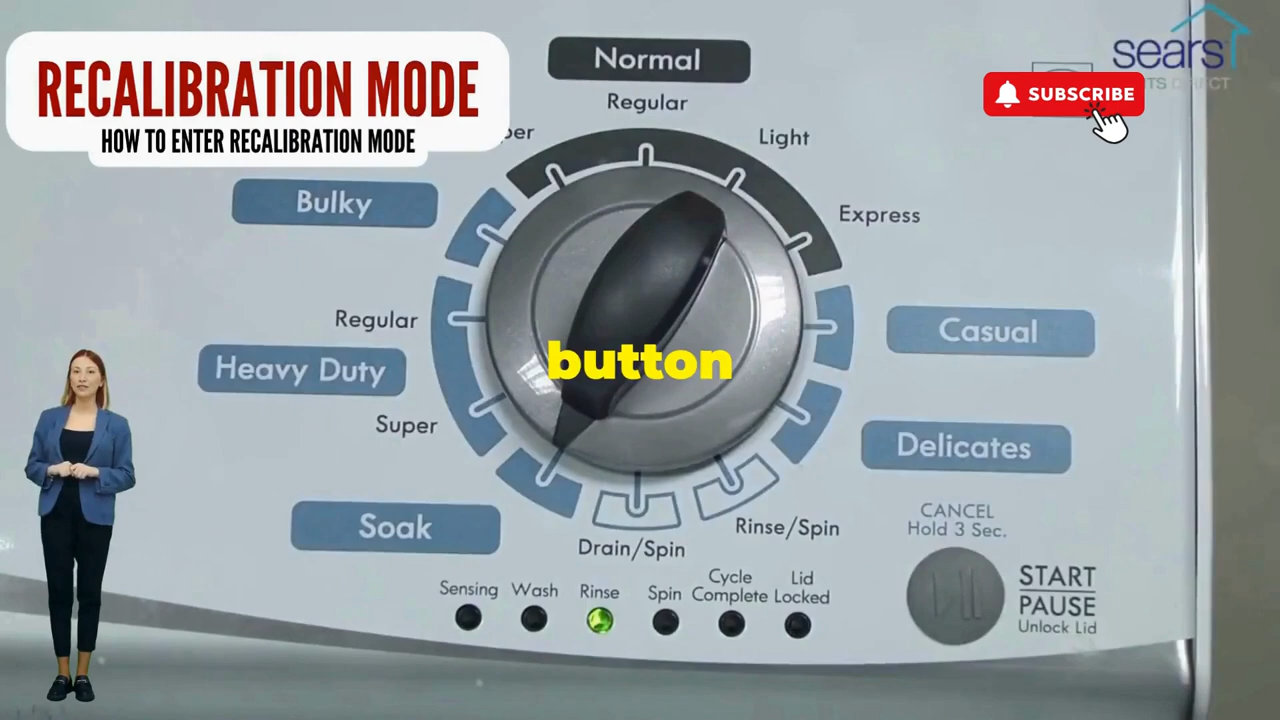 RECALIBRATION MODE
HOW TO ENTER RECALIBRATION MODE
sears
DIRECT
SUBSCRIBE
Normal
Regular
Light
Express
Bulky
Regular
Heavy Duty
Super
Casual
Delicates
Soak
Drain/Spin
Rinse/Spin
button
Sensing
Wash
Rinse
Spin
Cycle
Complete
Lid
Locked
CANCEL
Hold 3 Sec.
START
PAUSE
Unlock Lid